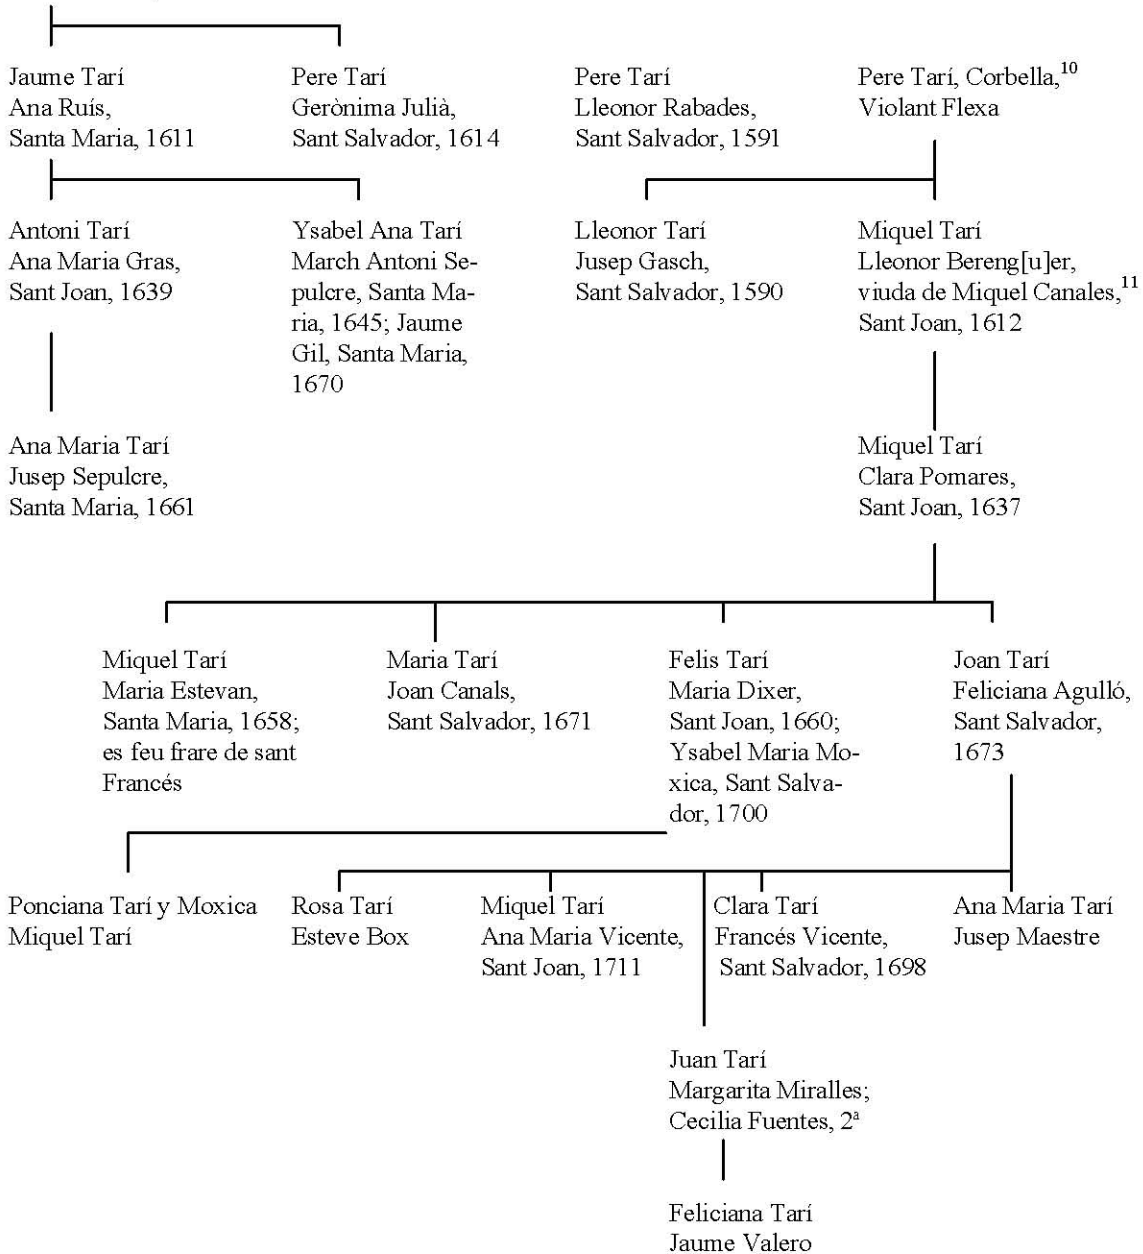 Jaume Tarí
Ana Ruís,
Santa Maria, 1611
Pere Tarí
Gerònima Julià,
Sant Salvador, 1614
Pere Tarí
Lleonor Rabades,
Sant Salvador, 1591
Pere Tarí, Corbella,¹⁰
Violant Flexa
Antoni Tarí
Ana Maria Gras,
Sant Joan, 1639
Ysabel Ana Tarí
March Antoni Se-
pulcre, Santa Ma-
ria, 1645; Jaume
Gil, Santa Maria,
1670
Lleonor Tarí
Jusep Gasch,
Sant Salvador, 1590
Miquel Tarí
Lleonor Bereng[u]er,
viuda de Miquel Canales,¹¹
Sant Joan, 1612
Ana Maria Tarí
Jusep Sepulcre,
Santa Maria, 1661
Miquel Tarí
Clara Pomares,
Sant Joan, 1637
Miquel Tarí
Maria Estevan,
Santa Maria, 1658;
es feu frare de sant
Francés
Maria Tarí
Joan Canals,
Sant Salvador, 1671
Felis Tarí
Maria Dixer,
Sant Joan, 1660;
Ysabel Maria Mo-
xica, Sant Salva-
dor, 1700
Joan Tarí
Feliciana Agulló,
Sant Salvador,
1673
Ponciana Tarí y Moxica
Miquel Tarí
Rosa Tarí
Esteve Box
Miquel Tarí
Ana Maria Vicente,
Sant Joan, 1711
Clara Tarí
Francés Vicente,
Sant Salvador, 1698
Ana Maria Tarí
Jusep Maestre
Juan Tarí
Margarita Miralles;
Cecilia Fuentes, 2ª
Feliciana Tarí
Jaume Valero